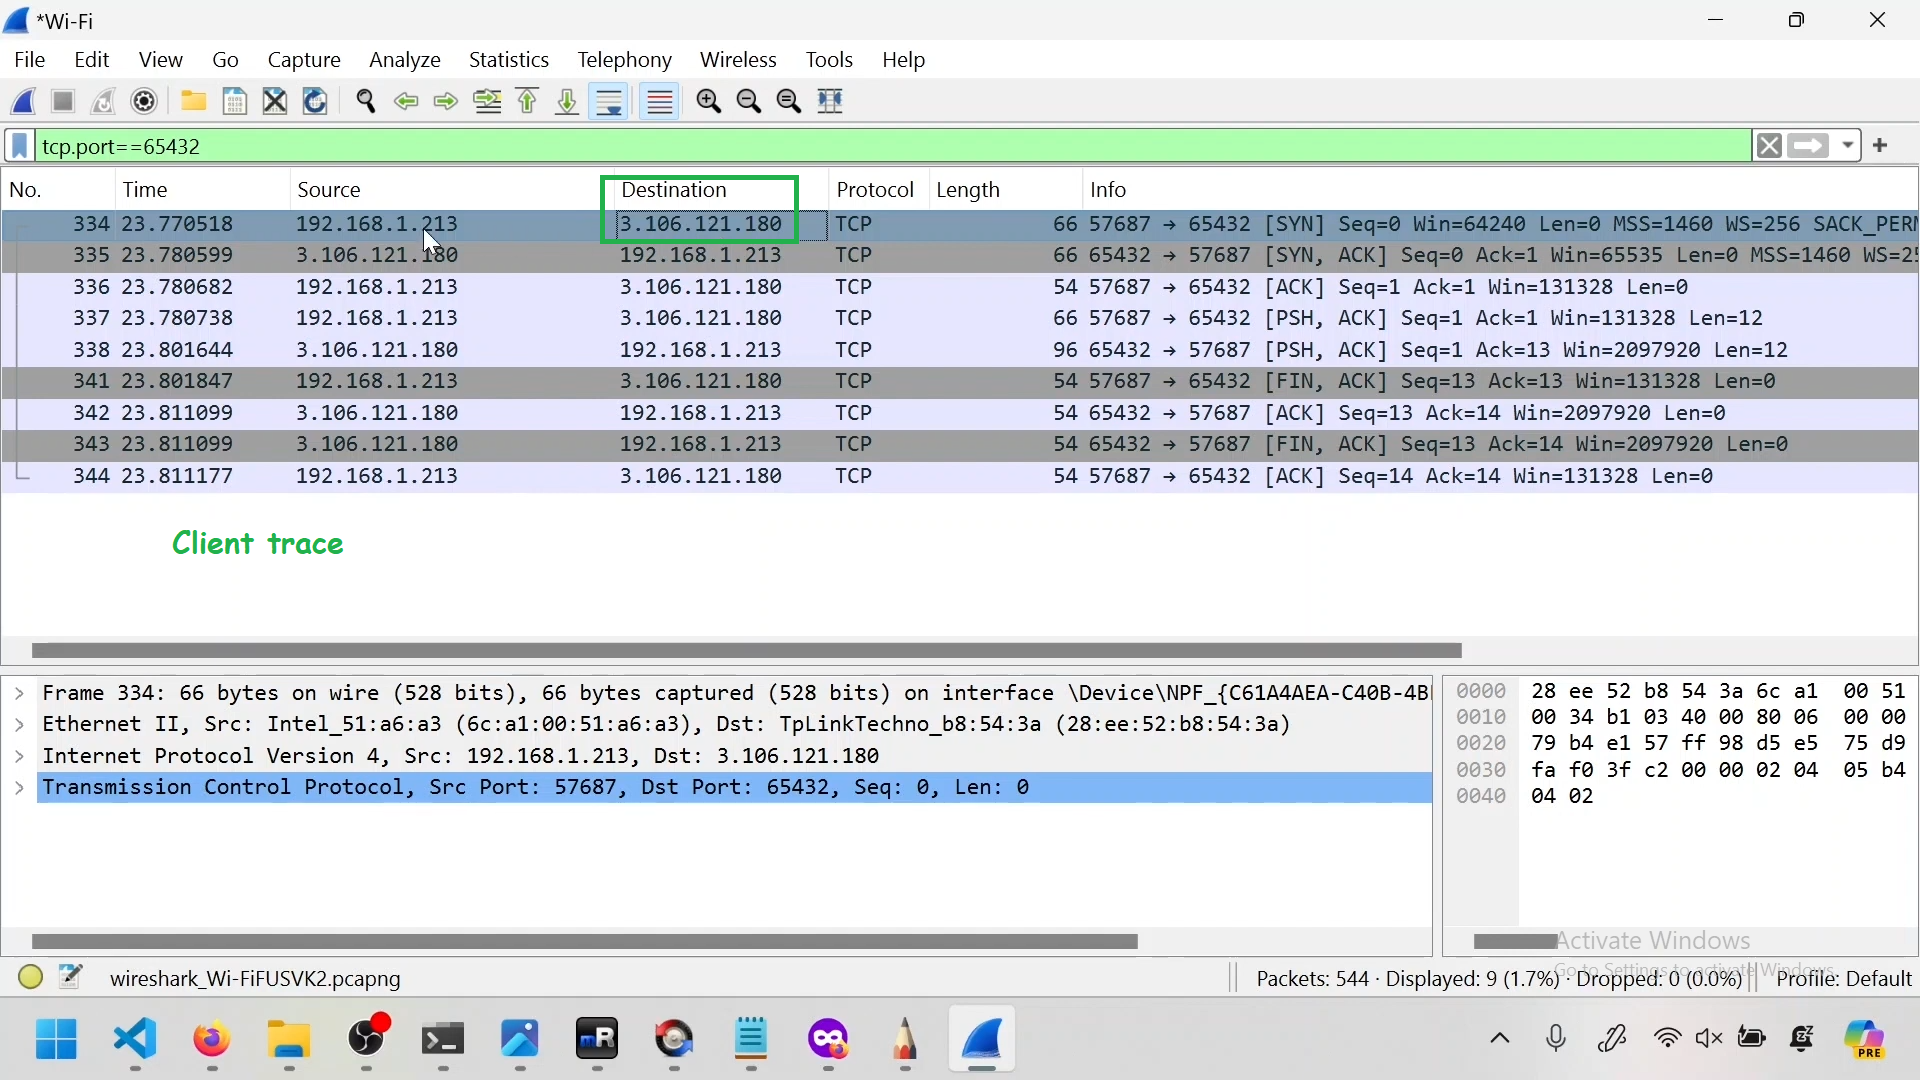 *Wi-Fi
File Edit View Go Capture Analyze Statistics Telephony Wireless Tools Help
tcp.port==65432
No. Time Source Destination Protocol Length Info
334 23.770518 192.168.1.213 3.106.121.180 TCP 66 57687 → 65432 [SYN] Seq=0 Win=64240 Len=0 MSS=1460 WS=256 SACK_PERM
335 23.780599 3.106.121.180 192.168.1.213 TCP 66 65432 → 57687 [SYN, ACK] Seq=0 Ack=1 Win=65535 Len=0 MSS=1460 WS=25
336 23.780682 192.168.1.213 3.106.121.180 TCP 54 57687 → 65432 [ACK] Seq=1 Ack=1 Win=131328 Len=0
337 23.780738 192.168.1.213 3.106.121.180 TCP 66 57687 → 65432 [PSH, ACK] Seq=1 Ack=1 Win=131328 Len=12
338 23.801644 3.106.121.180 192.168.1.213 TCP 96 65432 → 57687 [PSH, ACK] Seq=1 Ack=13 Win=2097920 Len=12
341 23.801847 192.168.1.213 3.106.121.180 TCP 54 57687 → 65432 [FIN, ACK] Seq=13 Ack=13 Win=131328 Len=0
342 23.811099 3.106.121.180 192.168.1.213 TCP 54 65432 → 57687 [ACK] Seq=13 Ack=14 Win=2097920 Len=0
343 23.811099 3.106.121.180 192.168.1.213 TCP 54 65432 → 57687 [FIN, ACK] Seq=13 Ack=14 Win=2097920 Len=0
344 23.811177 192.168.1.213 3.106.121.180 TCP 54 57687 → 65432 [ACK] Seq=14 Ack=14 Win=131328 Len=0
Client trace
Frame 334: 66 bytes on wire (528 bits), 66 bytes captured (528 bits) on interface \Device\NPF_{C61A4AEA-C40B-4B
Ethernet II, Src: Intel_51:a6:a3 (6c:a1:00:51:a6:a3), Dst: TpLinkTechno_b8:54:3a (28:ee:52:b8:54:3a)
Internet Protocol Version 4, Src: 192.168.1.213, Dst: 3.106.121.180
Transmission Control Protocol, Src Port: 57687, Dst Port: 65432, Seq: 0, Len: 0
0000 28 ee 52 b8 54 3a 6c a1 00 51
0010 00 34 b1 03 40 00 80 06 00 00
0020 79 b4 e1 57 ff 98 d5 e5 75 d9
0030 fa f0 3f c2 00 00 02 04 05 b4
0040 04 02
Activate Windows
Go to Settings to activate Windows.
wireshark_Wi-FiFUSVK2.pcapng
Packets: 544 · Displayed: 9 (1.7%) · Dropped: 0 (0.0%)
Profile: Default
PRE